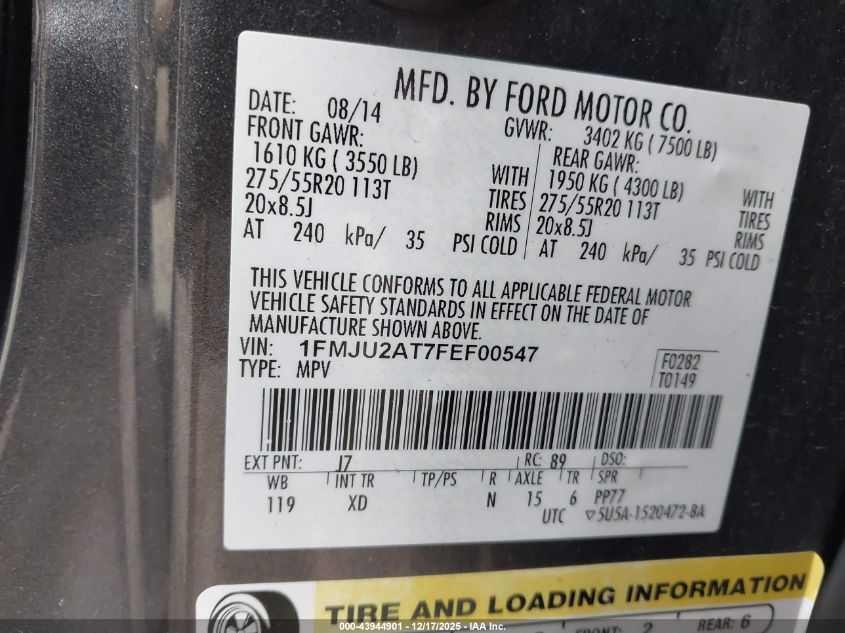 MFD. BY FORD MOTOR CO.
DATE: 08/14 GVWR: 3402 KG ( 7500 LB)
FRONT GAWR: REAR GAWR:
1610 KG ( 3550 LB) WITH 1950 KG ( 4300 LB) WITH
275/55R20 113T TIRES 275/55R20 113T TIRES
20x8.5J RIMS 20x8.5J RIMS
AT 240 kPa/ 35 PSI COLD AT 240 kPa/ 35 PSI COLD
THIS VEHICLE CONFORMS TO ALL APPLICABLE FEDERAL MOTOR
VEHICLE SAFETY STANDARDS IN EFFECT ON THE DATE OF
MANUFACTURE SHOWN ABOVE.
VIN: 1FMJU2AT7FEF00547
TYPE: MPV
F0282
T0149
EXT PNT: J7 RC: 89 DSO:
WB INT TR TP/PS R AXLE TR SPR
119 XD N 15 6 PP77
UTC ▽5U5A-1520472-BA
TIRE AND LOADING INFORMATION
FRONT: 2 REAR: 6
000-43944901 - 12/17/2025 - IAA Inc.